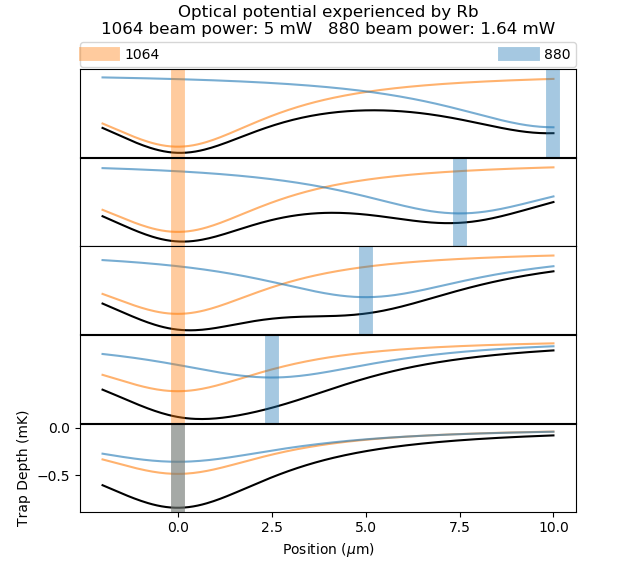 Optical potential experienced by Rb
1064 beam power: 5 mW   880 beam power: 1.64 mW
1064
880
0.0
−0.5
Trap Depth (mK)
0.0
2.5
5.0
7.5
10.0
Position (μm)